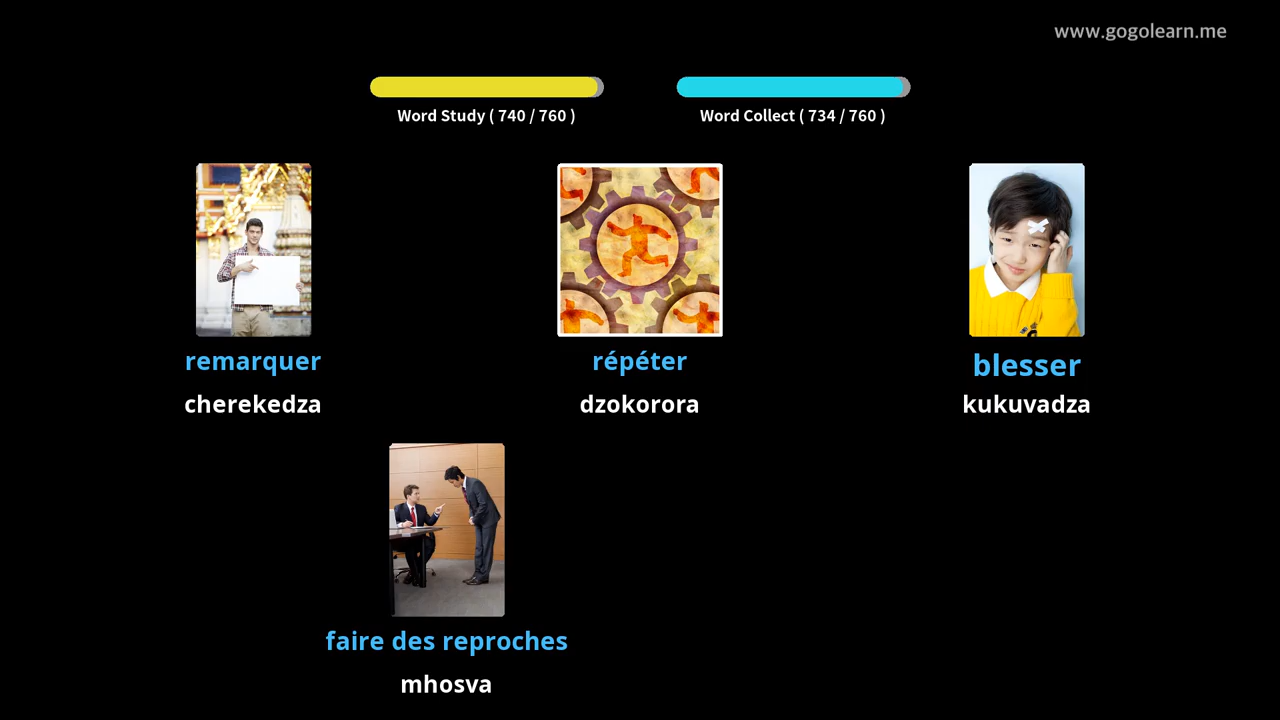 www.gogolearn.me
Word Study ( 740 / 760 )
Word Collect ( 734 / 760 )
remarquer
répéter
blesser
cherekedza
dzokorora
kukuvadza
faire des reproches
mhosva